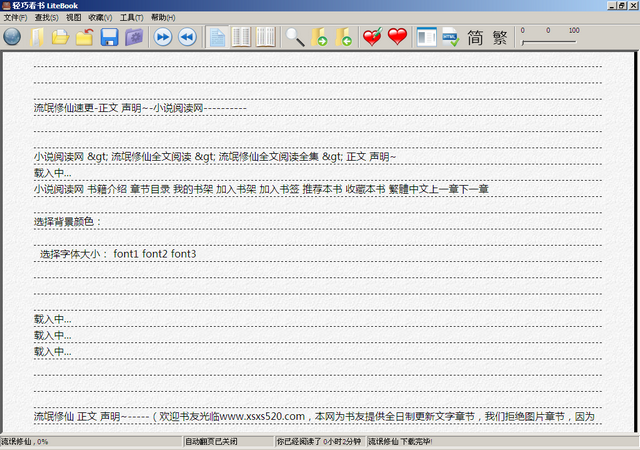 轻巧看书 LiteBook
文件(F) 查找(S) 视图 收藏(V) 工具(T) 帮助(H)
简 繁 0 0 100
流氓修仙速更-正文 声明~-小说阅读网----------
小说阅读网 &gt; 流氓修仙全文阅读 &gt; 流氓修仙全文阅读全集 &gt; 正文 声明~
载入中...
小说阅读网 书籍介绍 章节目录 我的书架 加入书架 加入书签 推荐本书 收藏本书 繁體中文上一章下一章
选择背景颜色：
选择字体大小： font1 font2 font3
载入中...
载入中...
载入中...
流氓修仙 正文 声明~-----（欢迎书友光临www.xsxs520.com，本网为书友提供全日制更新文字章节，我们拒绝图片章节，因为
流氓修仙 , 0% 自动翻页已关闭 你已经阅读了 0小时2分钟 流氓修仙 下载完毕!